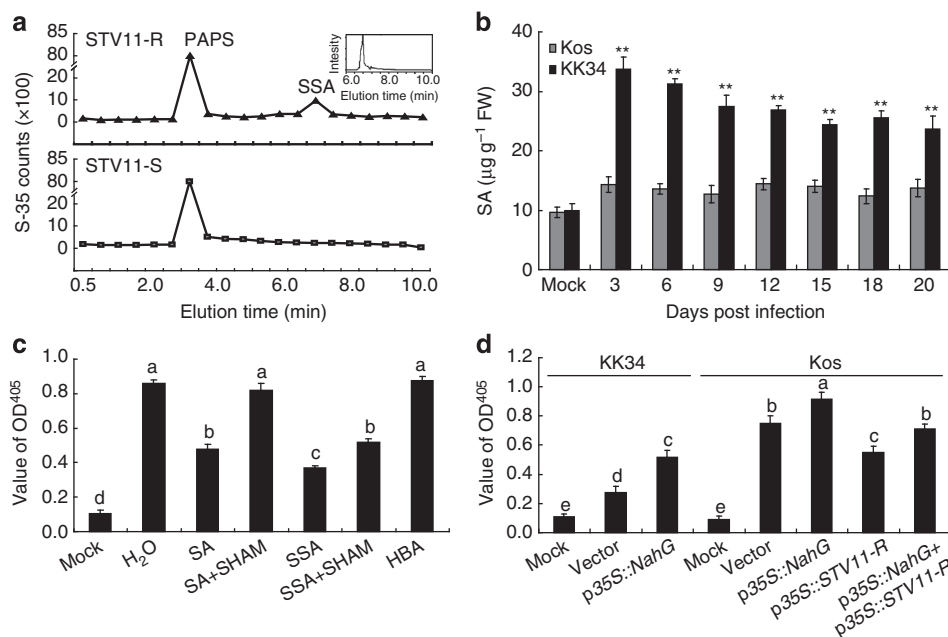 a
STV11-R
PAPS
SSA
85
80
10
0
Intesity
6.0 8.0 10.0
Elution time (min)
STV11-S
85
80
10
0
S-35 counts (×100)
0.5 2.0 4.0 6.0 8.0 10.0
Elution time (min)
b
Kos
KK34
SA (µg g⁻¹ FW)
40
30
20
10
0
** ** ** ** ** ** **
Mock 3 6 9 12 15 18 20
Days post infection
c
Value of OD⁴⁰⁵
1.0
0.8
0.6
0.4
0.2
0.0
d a b a c b a
Mock H₂O SA SA+SHAM SSA SSA+SHAM HBA
d
KK34 Kos
Value of OD⁴⁰⁵
1.2
1.0
0.8
0.6
0.4
0.2
0.0
e d c e b a c b
Mock Vector p35S::NahG Mock Vector p35S::NahG p35S::STV11-R p35S::NahG+
p35S::STV11-R